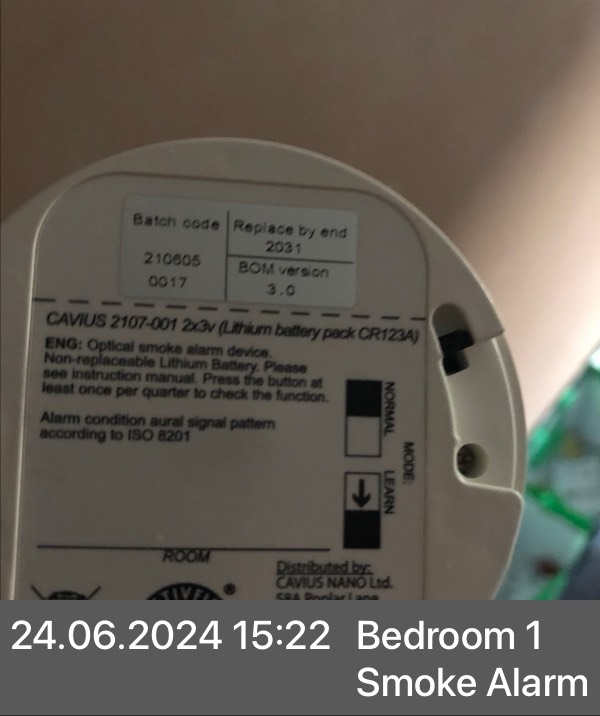 Batch code
210605
0017
Replace by end
2031
BOM version
3.0
CAVIUS 2107-001 2x3v (Lithium battery pack CR123A)
ENG: Optical smoke alarm device.
Non-replaceable Lithium Battery. Please
see instruction manual. Press the button at
least once per quarter to check the function.
Alarm condition aural signal pattern
according to ISO 8201
NORMAL
MODE:
LEARN
ROOM
Distributed by:
CAVIUS NANO Ltd.
58A Poplar Lane
24.06.2024 15:22
Bedroom 1
Smoke Alarm